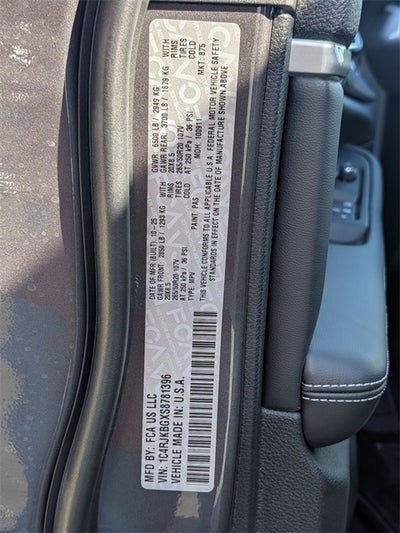 MFD BY: FCA US LLC
VIN: 1C4RJKBGXS8781396
VEHICLE MADE IN: U.S.A.
DATE OF MFR (BUILT): 10-25
GVWR: 6500 LB / 2949 KG
GAWR FRONT: 2850 LB 1293 KG
GAWR REAR: 3700 LB / 1679 KG
WITH 20X8.5 RIMS
WITH 20X8.5 RIMS
265/50R20 107V TIRES
265/50R20 107V TIRES
AT 250 kPa / 36 PSI COLD
AT 250 kPa / 36 PSI COLD
TYPE: MPV
PAINT: PAS
MDH: 100911
MKT: 875
THIS VEHICLE CONFORMS TO ALL APPLICABLE U.S.A. FEDERAL MOTOR VEHICLE SAFETY
STANDARDS IN EFFECT ON THE DATE OF MANUFACTURE SHOWN ABOVE